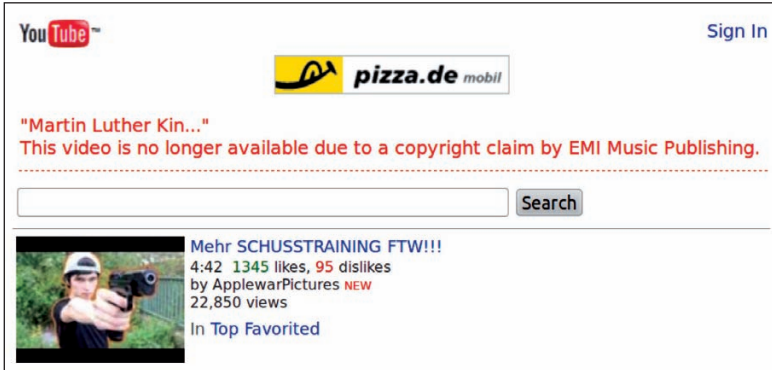 YouTube™
Sign In
pizza.de mobil
"Martin Luther Kin..."
This video is no longer available due to a copyright claim by EMI Music Publishing.
Search
Mehr SCHUSSTRAINING FTW!!!
4:42 1345 likes, 95 dislikes
by ApplewarPictures NEW
22,850 views
In Top Favorited